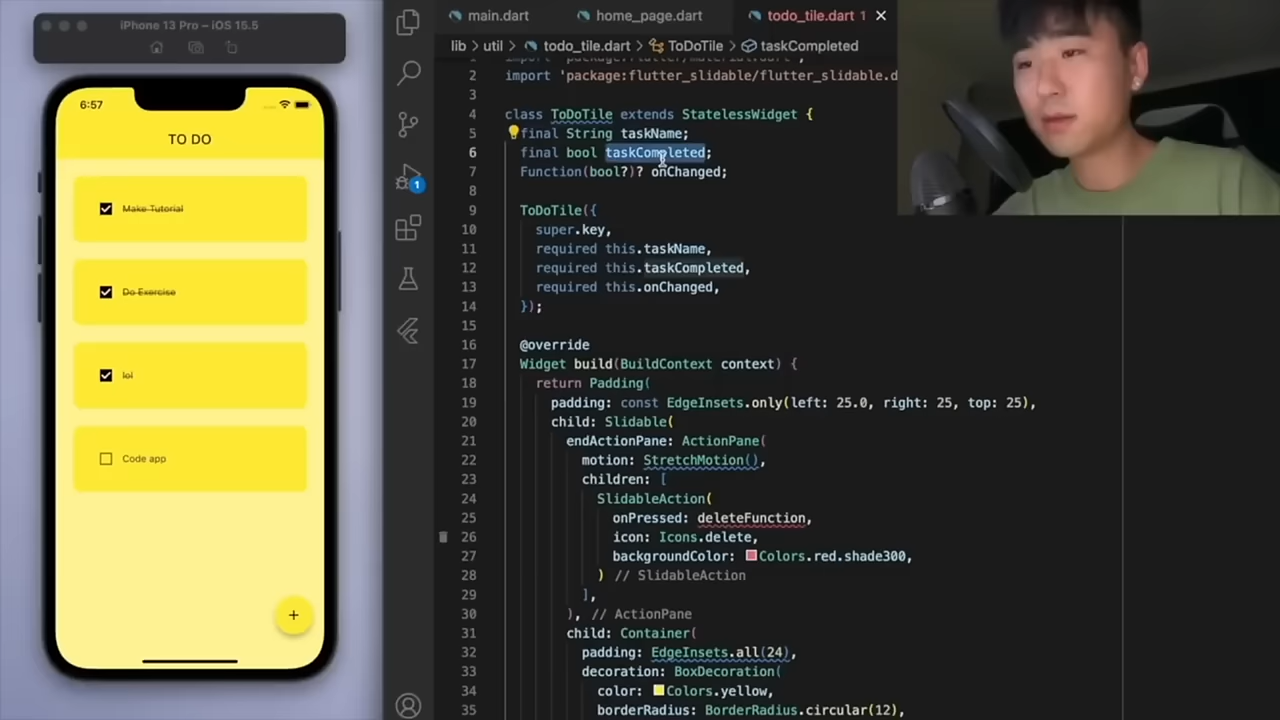 iPhone 13 Pro – iOS 15.5
6:57
TO DO
Make Tutorial
Do Exercise
lol
Code app
+
1
main.dart
home_page.dart
todo_tile.dart 1
lib > util > todo_tile.dart > ToDoTile > taskCompleted
1 import 'package:flutter/material.dart';
2 import 'package:flutter_slidable/flutter_slidable.d
3
4 class ToDoTile extends StatelessWidget {
5 final String taskName;
6 final bool taskCompleted;
7 Function(bool?)? onChanged;
8
9 ToDoTile({
10 super.key,
11 required this.taskName,
12 required this.taskCompleted,
13 required this.onChanged,
14 });
15
16 @override
17 Widget build(BuildContext context) {
18 return Padding(
19 padding: const EdgeInsets.only(left: 25.0, right: 25, top: 25),
20 child: Slidable(
21 endActionPane: ActionPane(
22 motion: StretchMotion(),
23 children: [
24 SlidableAction(
25 onPressed: deleteFunction,
26 icon: Icons.delete,
27 backgroundColor: Colors.red.shade300,
28 ) // SlidableAction
29 ],
30 ), // ActionPane
31 child: Container(
32 padding: EdgeInsets.all(24),
33 decoration: BoxDecoration(
34 color: Colors.yellow,
35 borderRadius: BorderRadius.circular(12),